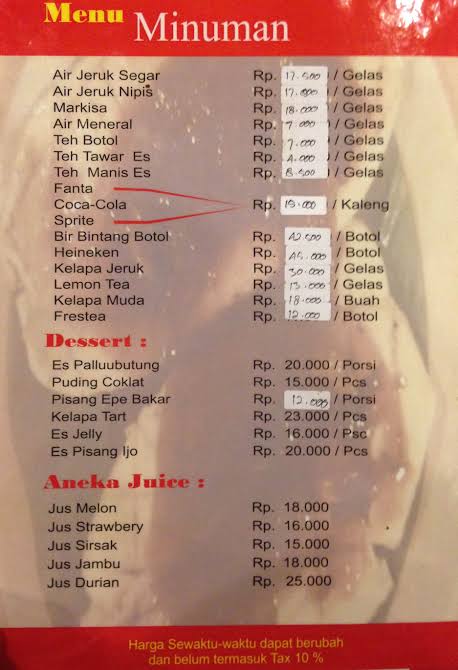 Menu Minuman
Air Jeruk Segar Rp. 17.500 / Gelas
Air Jeruk Nipis Rp. 17.000 / Gelas
Markisa Rp. 18.000 / Gelas
Air Meneral Rp. 7.000 / Gelas
Teh Botol Rp. 7.000 / Gelas
Teh Tawar Es Rp. 4.000 / Gelas
Teh Manis Es Rp. 8.500 / Gelas
Fanta
Coca-Cola Rp. 15.000 / Kaleng
Sprite
Bir Bintang Botol Rp. 42.500 / Botol
Heineken Rp. 45.000 / Botol
Kelapa Jeruk Rp. 30.000 / Gelas
Lemon Tea Rp. 13.000 / Gelas
Kelapa Muda Rp. 18.000 / Buah
Frestea Rp. 12.000 / Botol
Dessert :
Es Palluubutung Rp. 20.000 / Porsi
Puding Coklat Rp. 15.000 / Pcs
Pisang Epe Bakar Rp. 12.000 / Porsi
Kelapa Tart Rp. 23.000 / Pcs
Es Jelly Rp. 16.000 / Psc
Es Pisang Ijo Rp. 20.000 / Pcs
Aneka Juice :
Jus Melon Rp. 18.000
Jus Strawbery Rp. 16.000
Jus Sirsak Rp. 15.000
Jus Jambu Rp. 18.000
Jus Durian Rp. 25.000
Harga Sewaktu-waktu dapat berubah
dan belum termasuk Tax 10 %